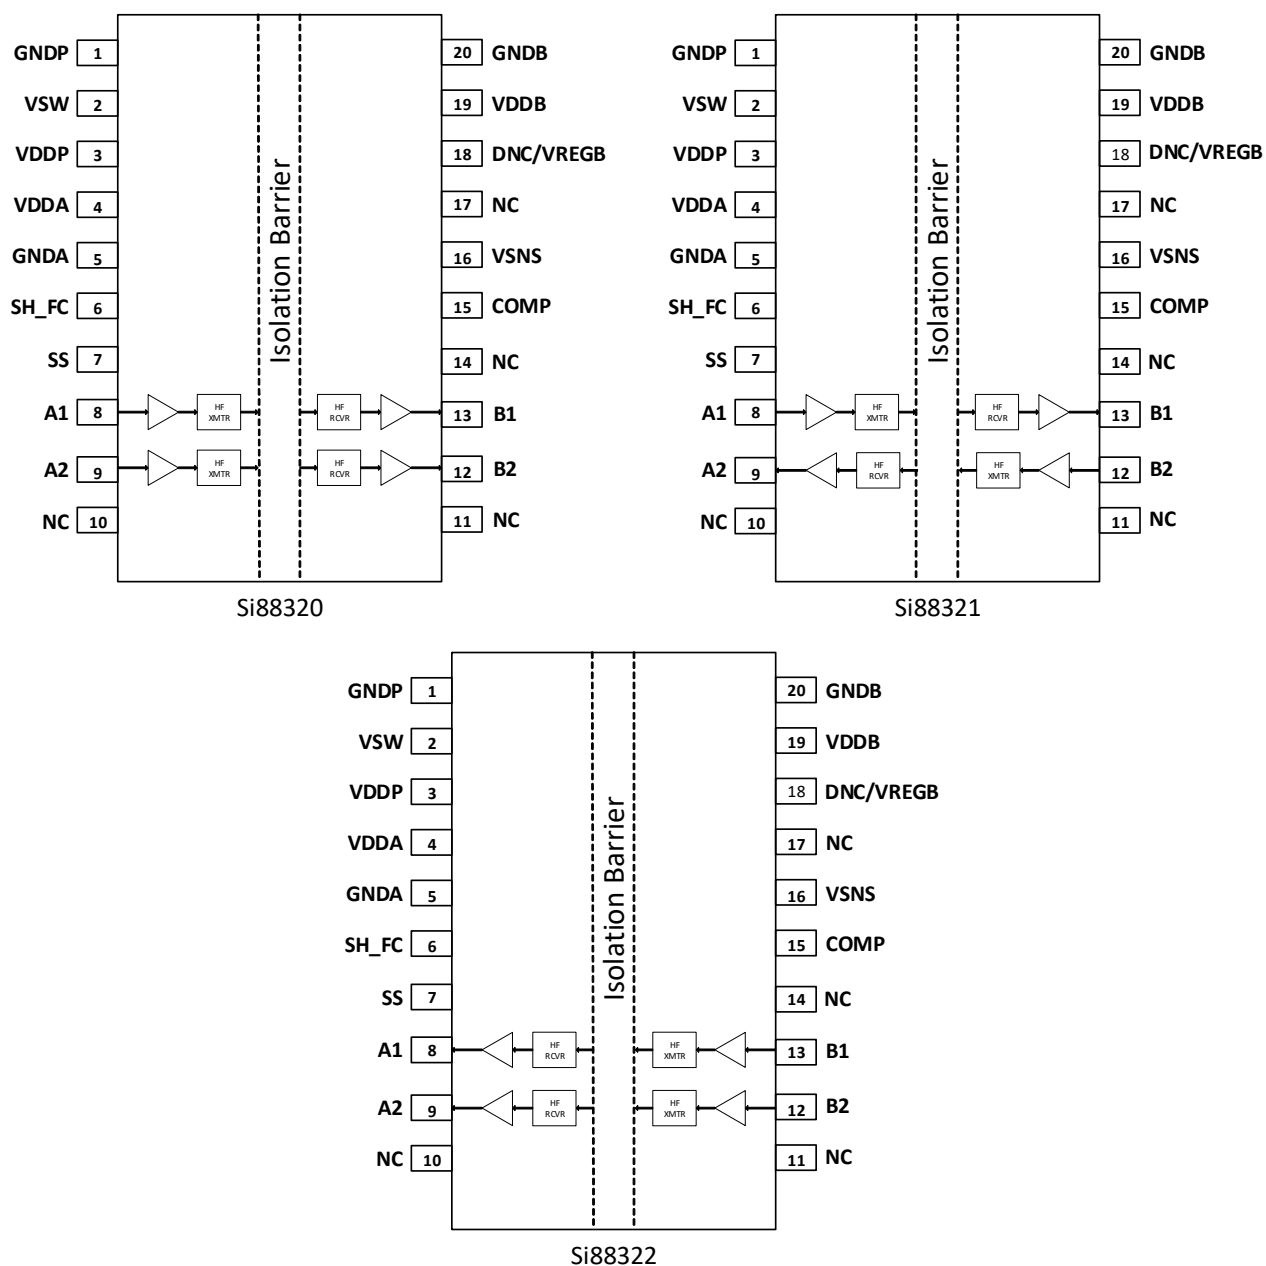 GNDP 1 20 GNDB
VSW 2 19 VDDB
VDDP 3 18 DNC/VREGB
VDDA 4 17 NC
GNDA 5 16 VSNS
SH_FC 6 15 COMP
SS 7 14 NC
A1 8 HF XMTR HF RCVR 13 B1
A2 9 HF XMTR HF RCVR 12 B2
NC 10 11 NC
Isolation Barrier
Si88320
GNDP 1 20 GNDB
VSW 2 19 VDDB
VDDP 3 18 DNC/VREGB
VDDA 4 17 NC
GNDA 5 16 VSNS
SH_FC 6 15 COMP
SS 7 14 NC
A1 8 HF XMTR HF RCVR 13 B1
A2 9 HF RCVR HF XMTR 12 B2
NC 10 11 NC
Isolation Barrier
Si88321
GNDP 1 20 GNDB
VSW 2 19 VDDB
VDDP 3 18 DNC/VREGB
VDDA 4 17 NC
GNDA 5 16 VSNS
SH_FC 6 15 COMP
SS 7 14 NC
A1 8 HF RCVR HF XMTR 13 B1
A2 9 HF RCVR HF XMTR 12 B2
NC 10 11 NC
Isolation Barrier
Si88322